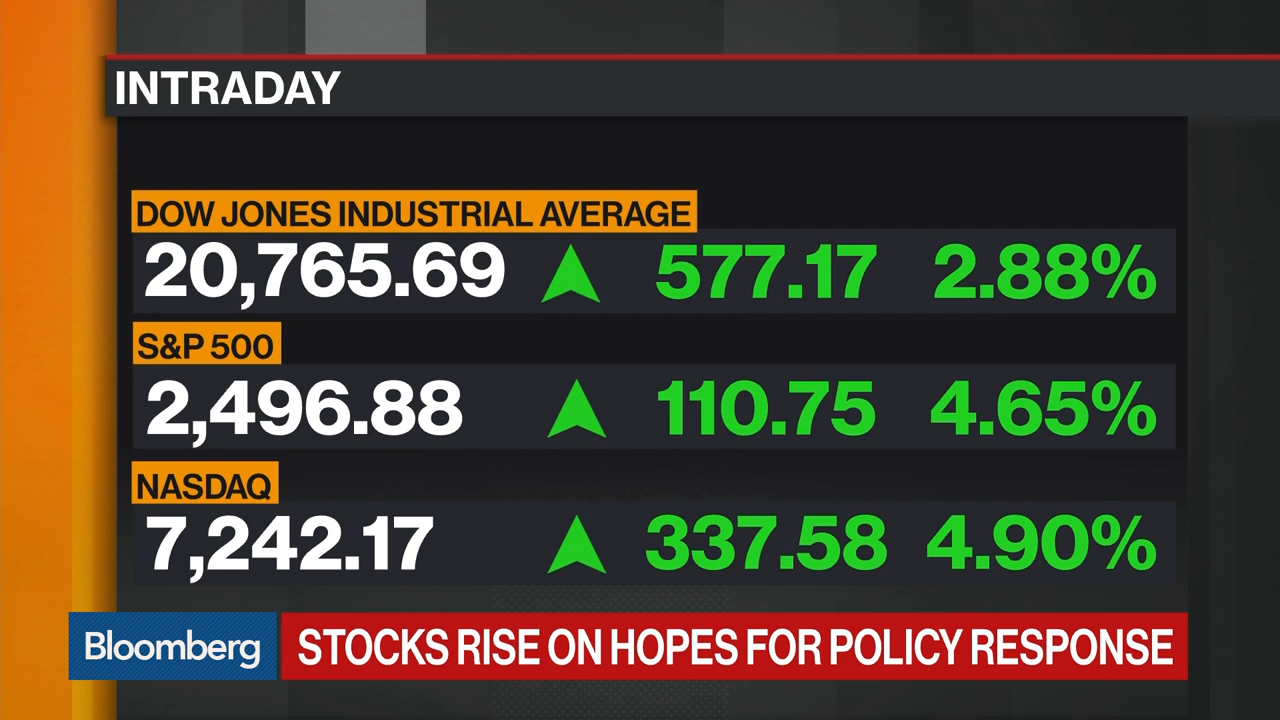 INTRADAY
DOW JONES INDUSTRIAL AVERAGE
20,765.69 ▲ 577.17 2.88%
S&P 500
2,496.88 ▲ 110.75 4.65%
NASDAQ
7,242.17 ▲ 337.58 4.90%
Bloomberg STOCKS RISE ON HOPES FOR POLICY RESPONSE